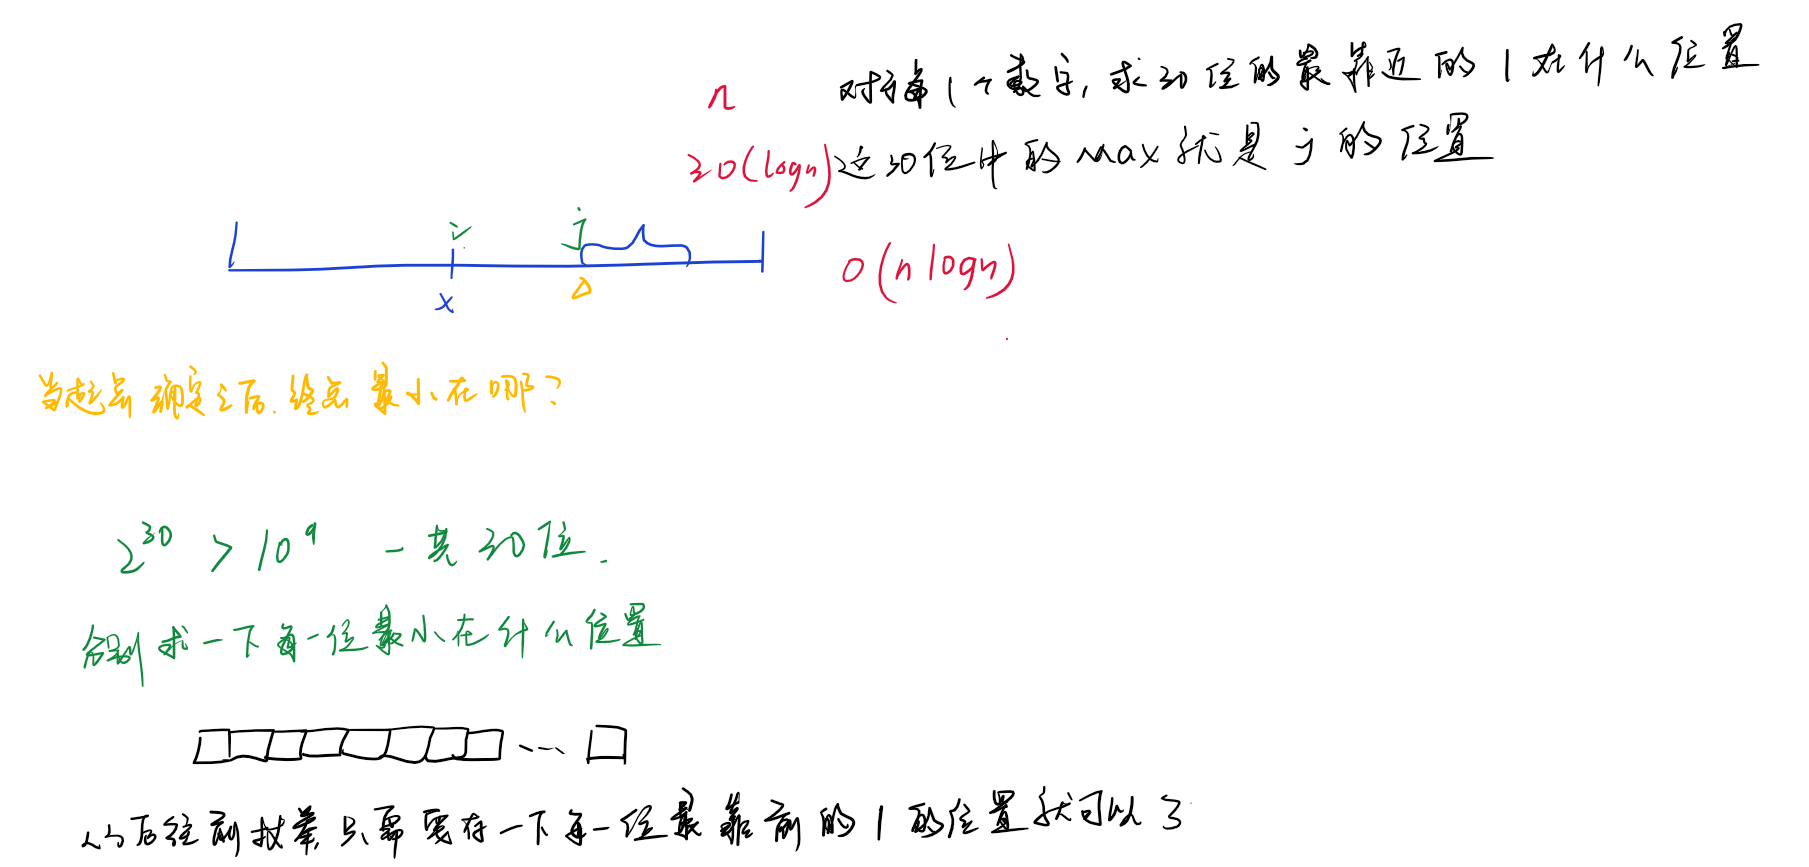 对于每1个数字,求30位的最靠近的1在什么位置
n
30(logn)这30位中的max就是j的位置
i
j
x
O(nlogn)
当起点确定之后.终点最小在哪?
2^30 > 10^9 一共30位.
分别求一下每一位最小在什么位置
...
从后往前枚举,只需要存一下每一位最靠前的1的位置就可以了